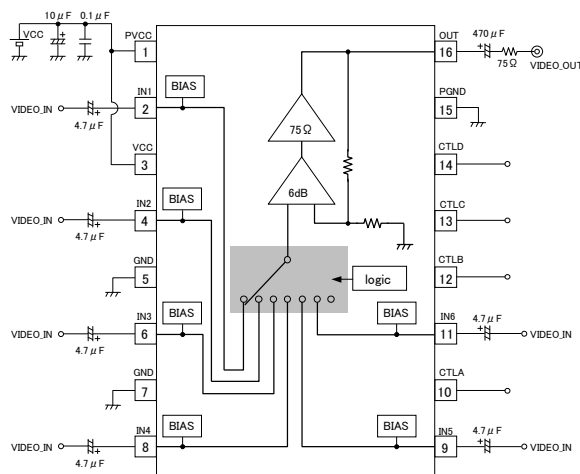 10μF 0.1μF
VCC
PVCC
1
IN1
VIDEO_IN
4.7μF
2
BIAS
VCC
3
IN2
VIDEO_IN
4.7μF
4
BIAS
GND
5
IN3
VIDEO_IN
4.7μF
6
BIAS
GND
7
IN4
VIDEO_IN
4.7μF
8
BIAS
75Ω
6dB
logic
OUT
16
470μF
75Ω
VIDEO_OUT
PGND
15
CTLD
14
CTLC
13
CTLB
12
BIAS
IN6
11
4.7μF
VIDEO_IN
CTLA
10
BIAS
IN5
9
4.7μF
VIDEO_IN